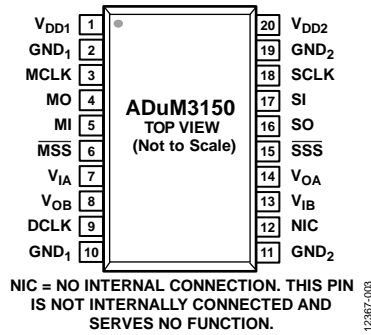 VDD1 1 20 VDD2
GND1 2 19 GND2
MCLK 3 18 SCLK
MO 4 17 SI
MI 5 16 SO
MSS 6 15 SSS
VIA 7 14 VOA
VOB 8 13 VIB
DCLK 9 12 NIC
GND1 10 11 GND2
ADuM3150
TOP VIEW
(Not to Scale)
NIC = NO INTERNAL CONNECTION. THIS PIN
IS NOT INTERNALLY CONNECTED AND
SERVES NO FUNCTION.
12367-003